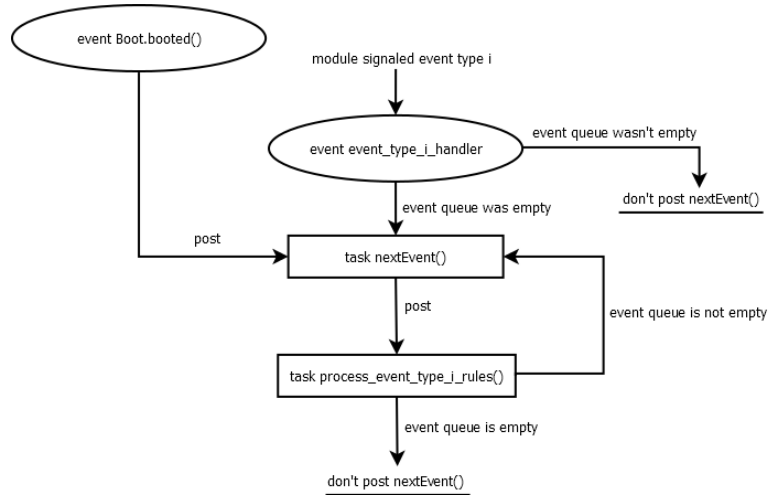 event Boot.booted()
module signaled event type i
event event_type_i_handler
event queue wasn't empty
don't post nextEvent()
event queue was empty
post
task nextEvent()
post
event queue is not empty
task process_event_type_i_rules()
event queue is empty
don't post nextEvent()